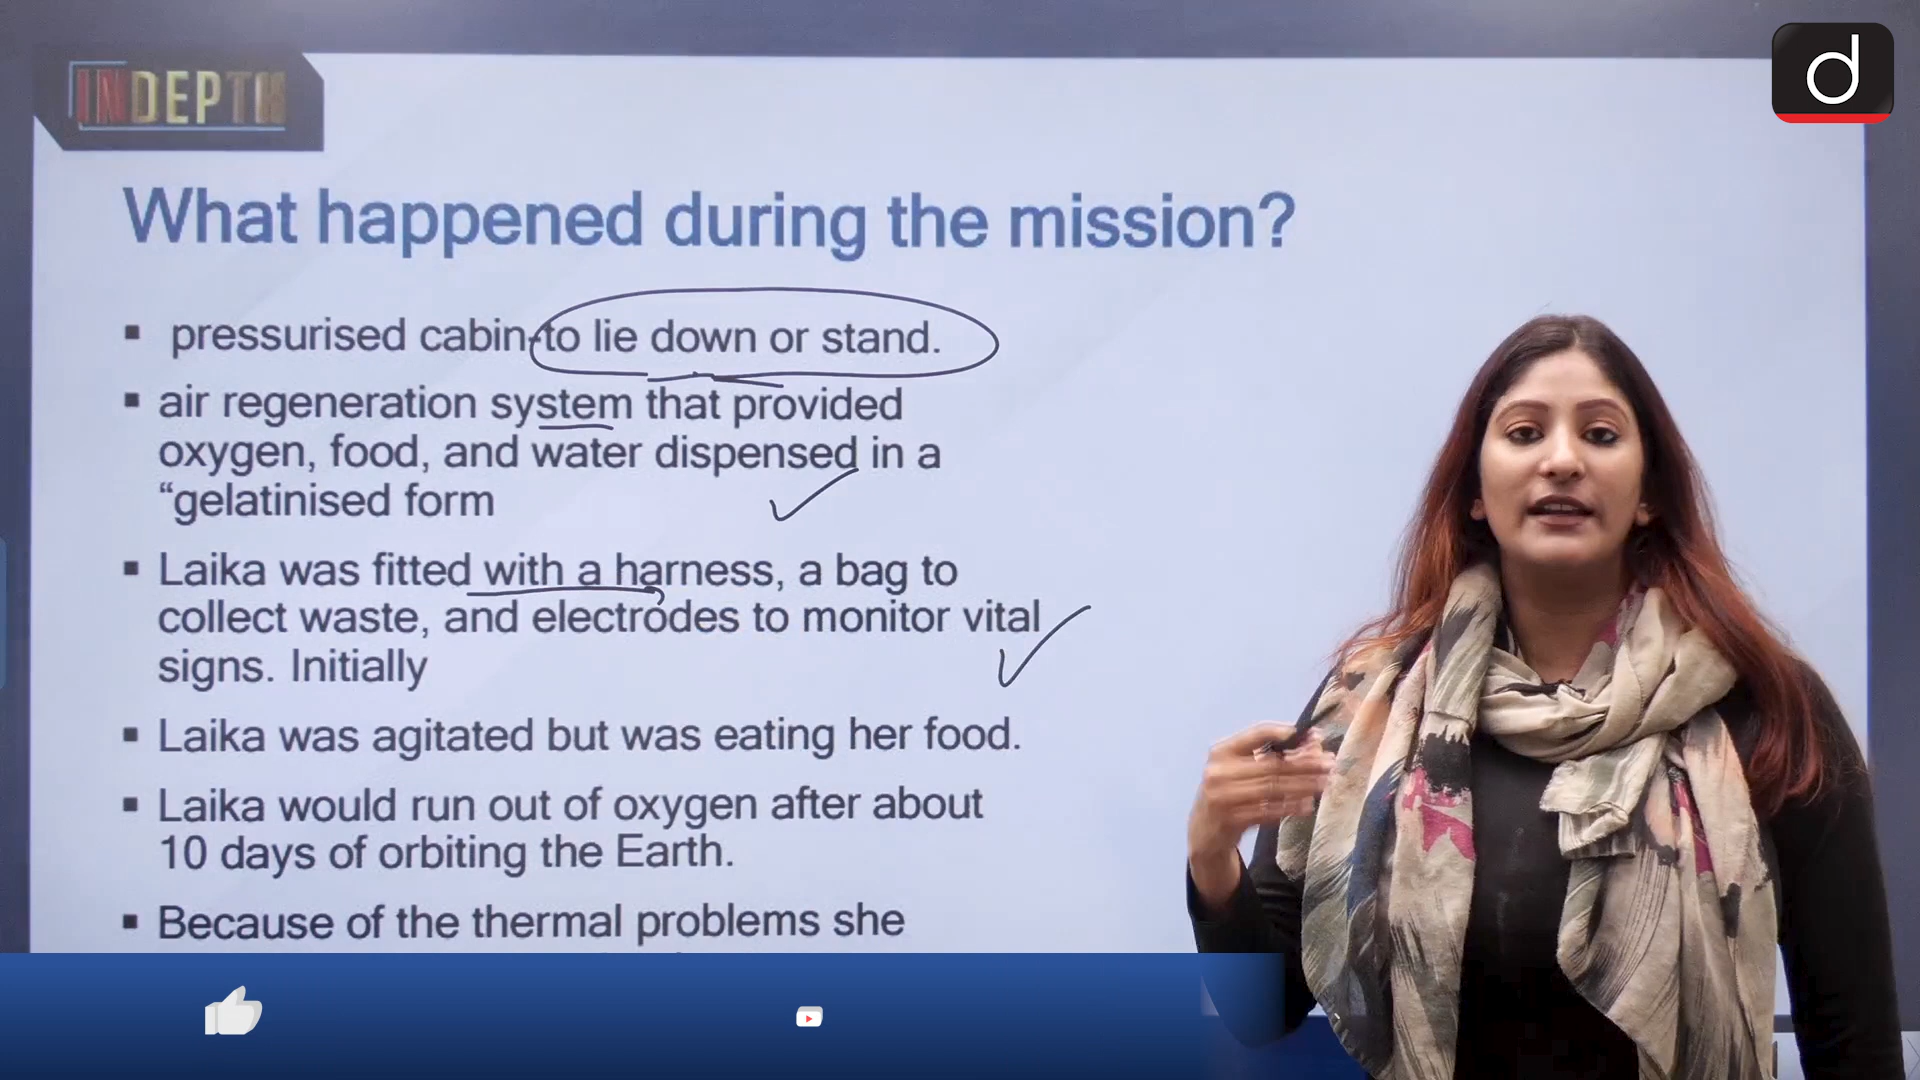 INDEPTH
d
What happened during the mission?
▪ pressurised cabin-to lie down or stand.
▪ air regeneration system that provided
oxygen, food, and water dispensed in a
“gelatinised form
▪ Laika was fitted with a harness, a bag to
collect waste, and electrodes to monitor vital
signs. Initially
▪ Laika was agitated but was eating her food.
▪ Laika would run out of oxygen after about
10 days of orbiting the Earth.
▪ Because of the thermal problems she